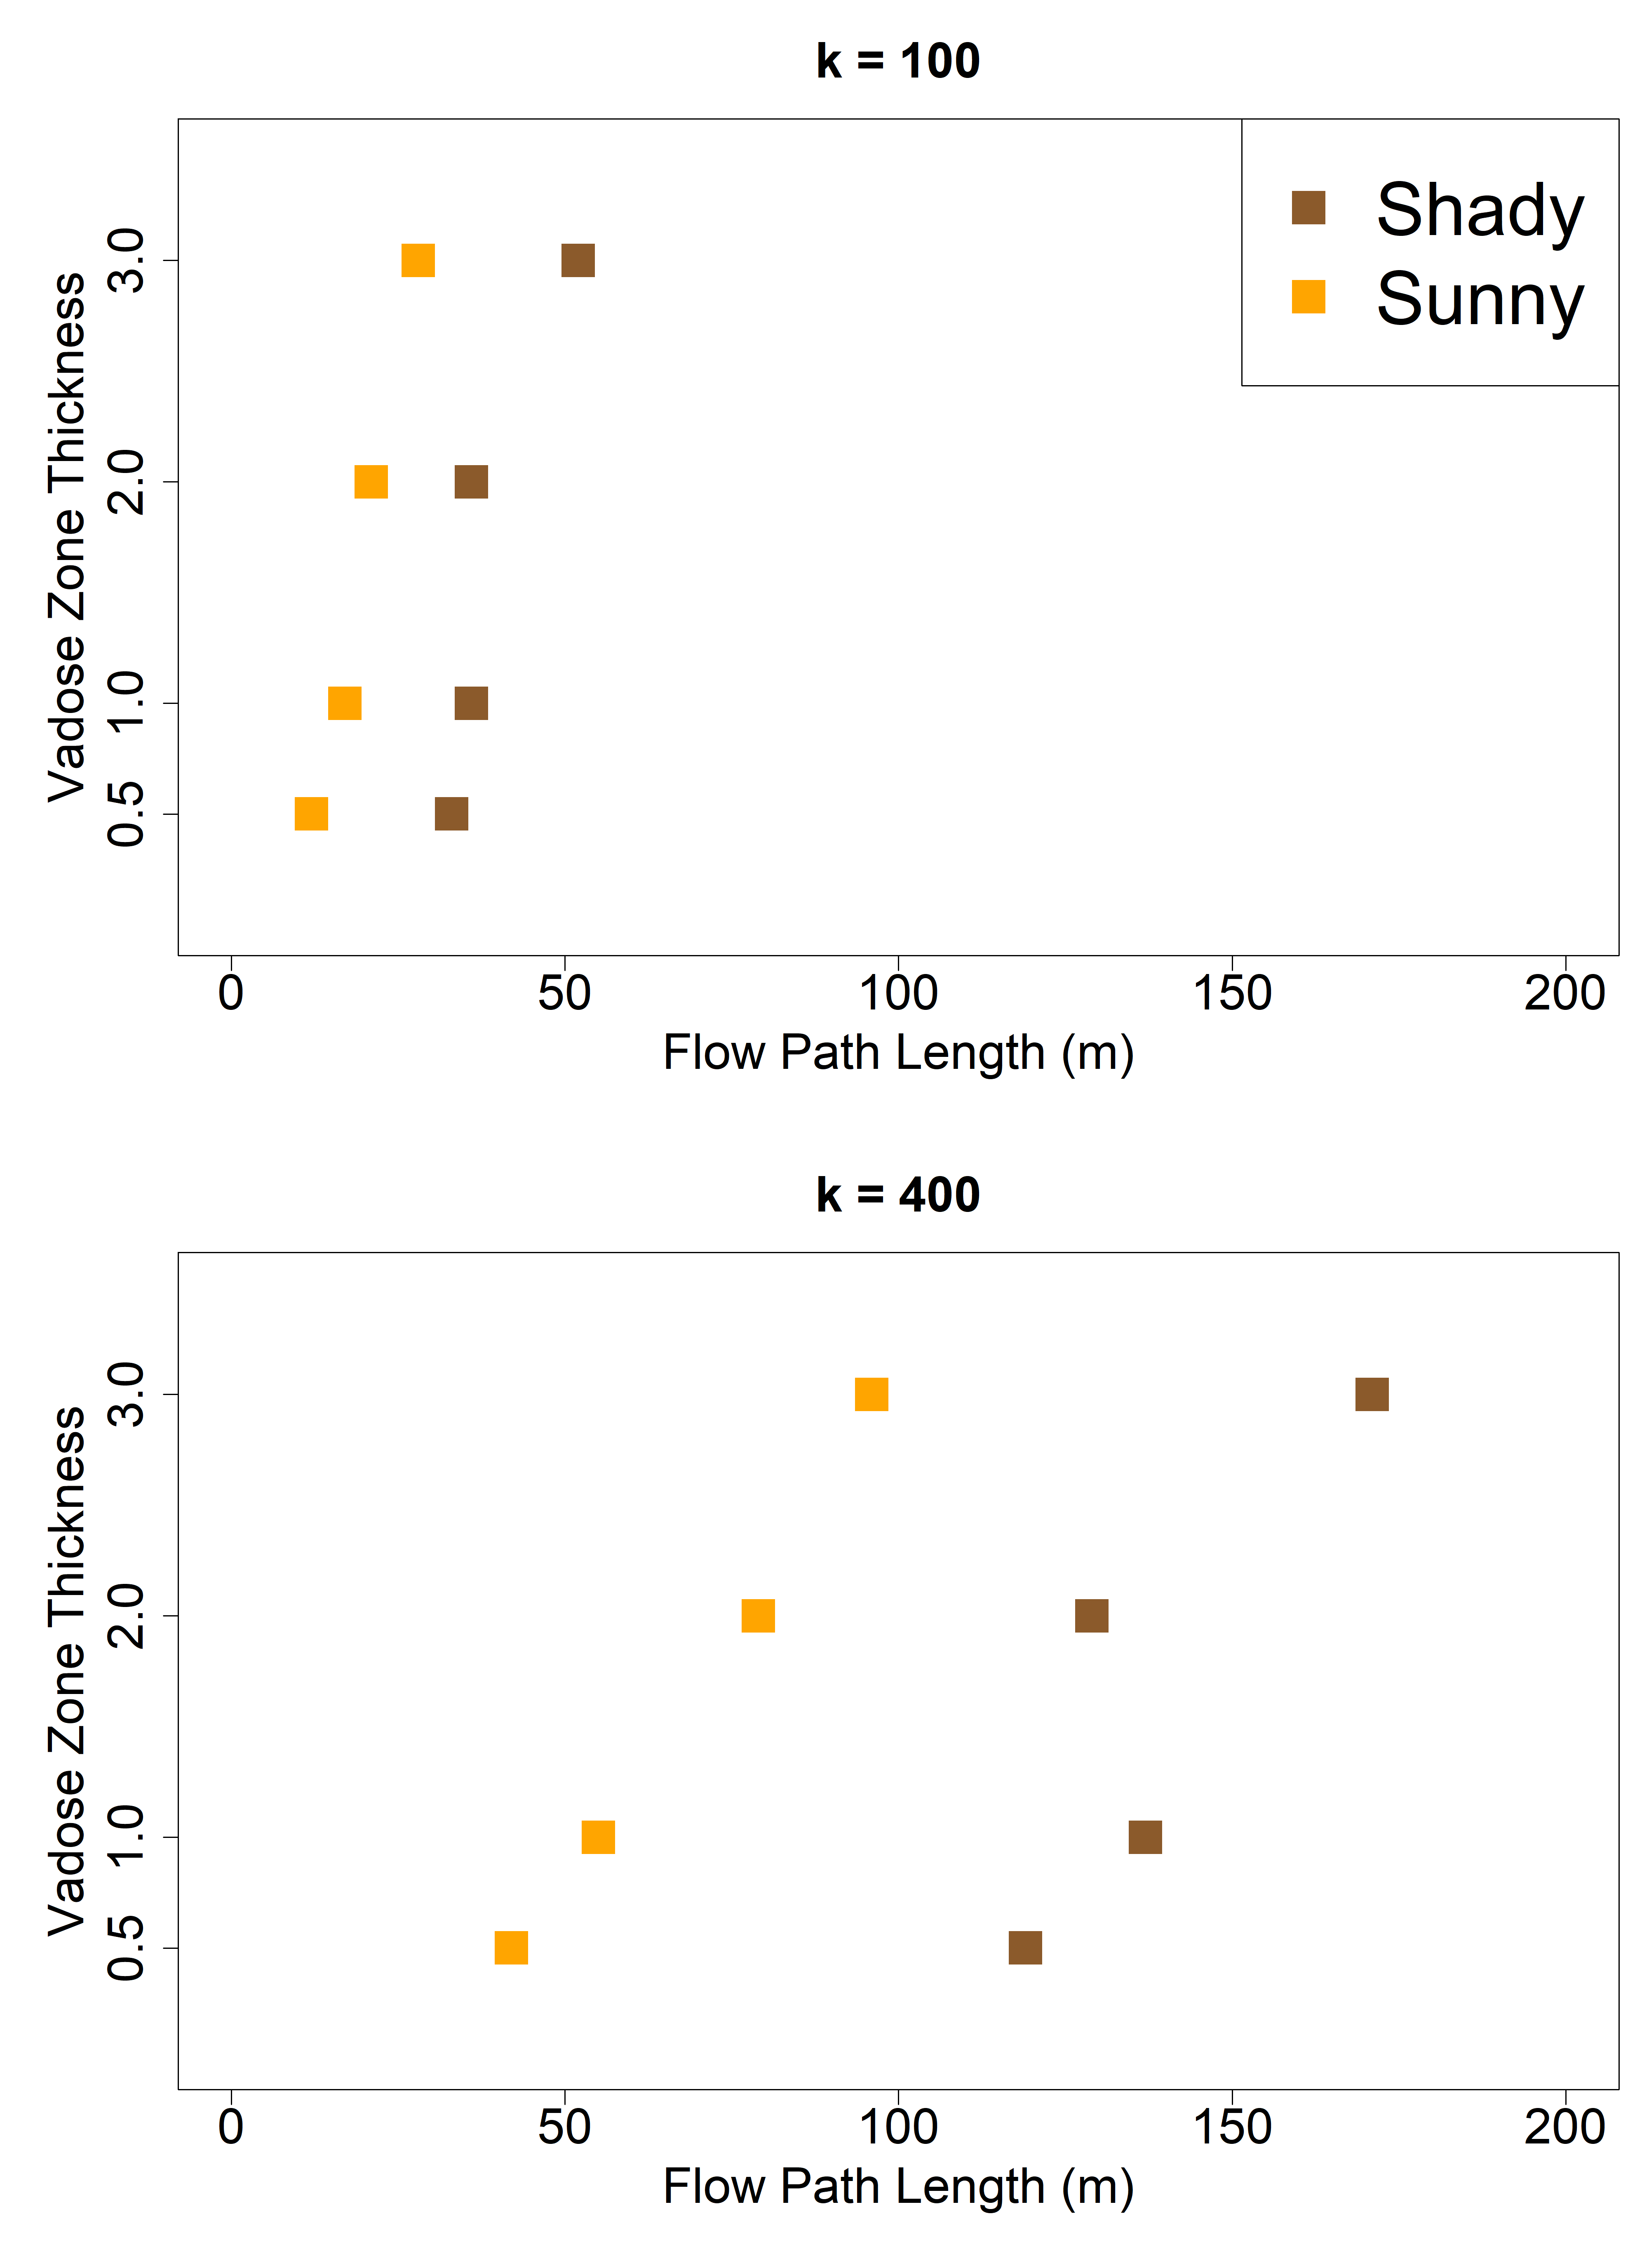 k = 100
Shady
Sunny
Vadose Zone Thickness
3.0
2.0
1.0
0.5
0 50 100 150 200
Flow Path Length (m)
k = 400
Vadose Zone Thickness
3.0
2.0
1.0
0.5
0 50 100 150 200
Flow Path Length (m)